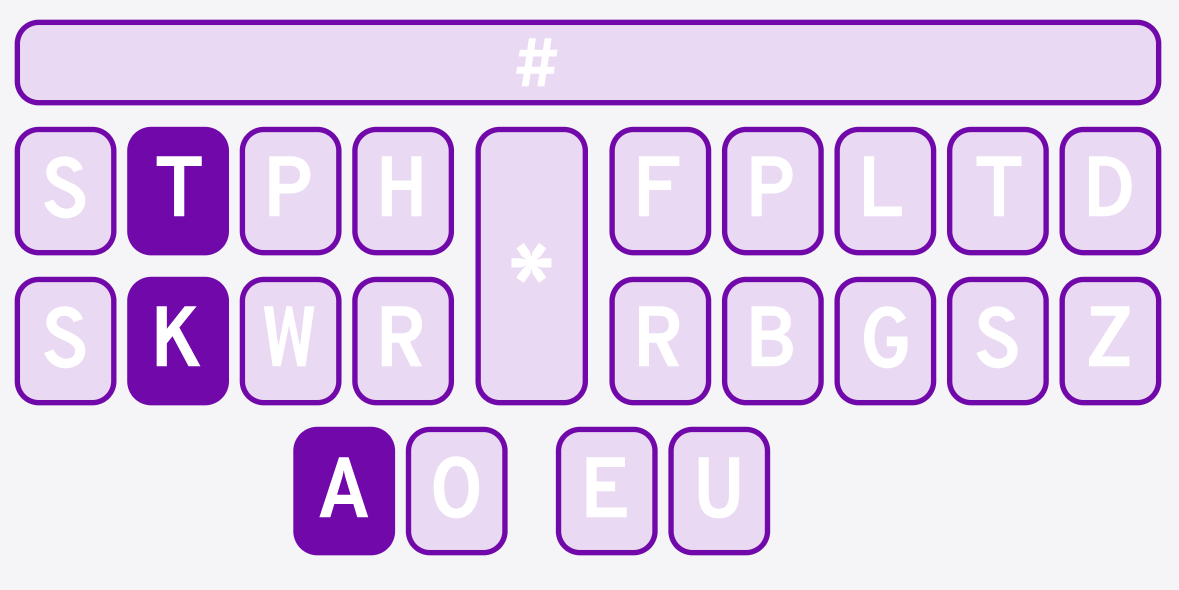 #
S T P H * F P L T D
S K W R R B G S Z
A O E U